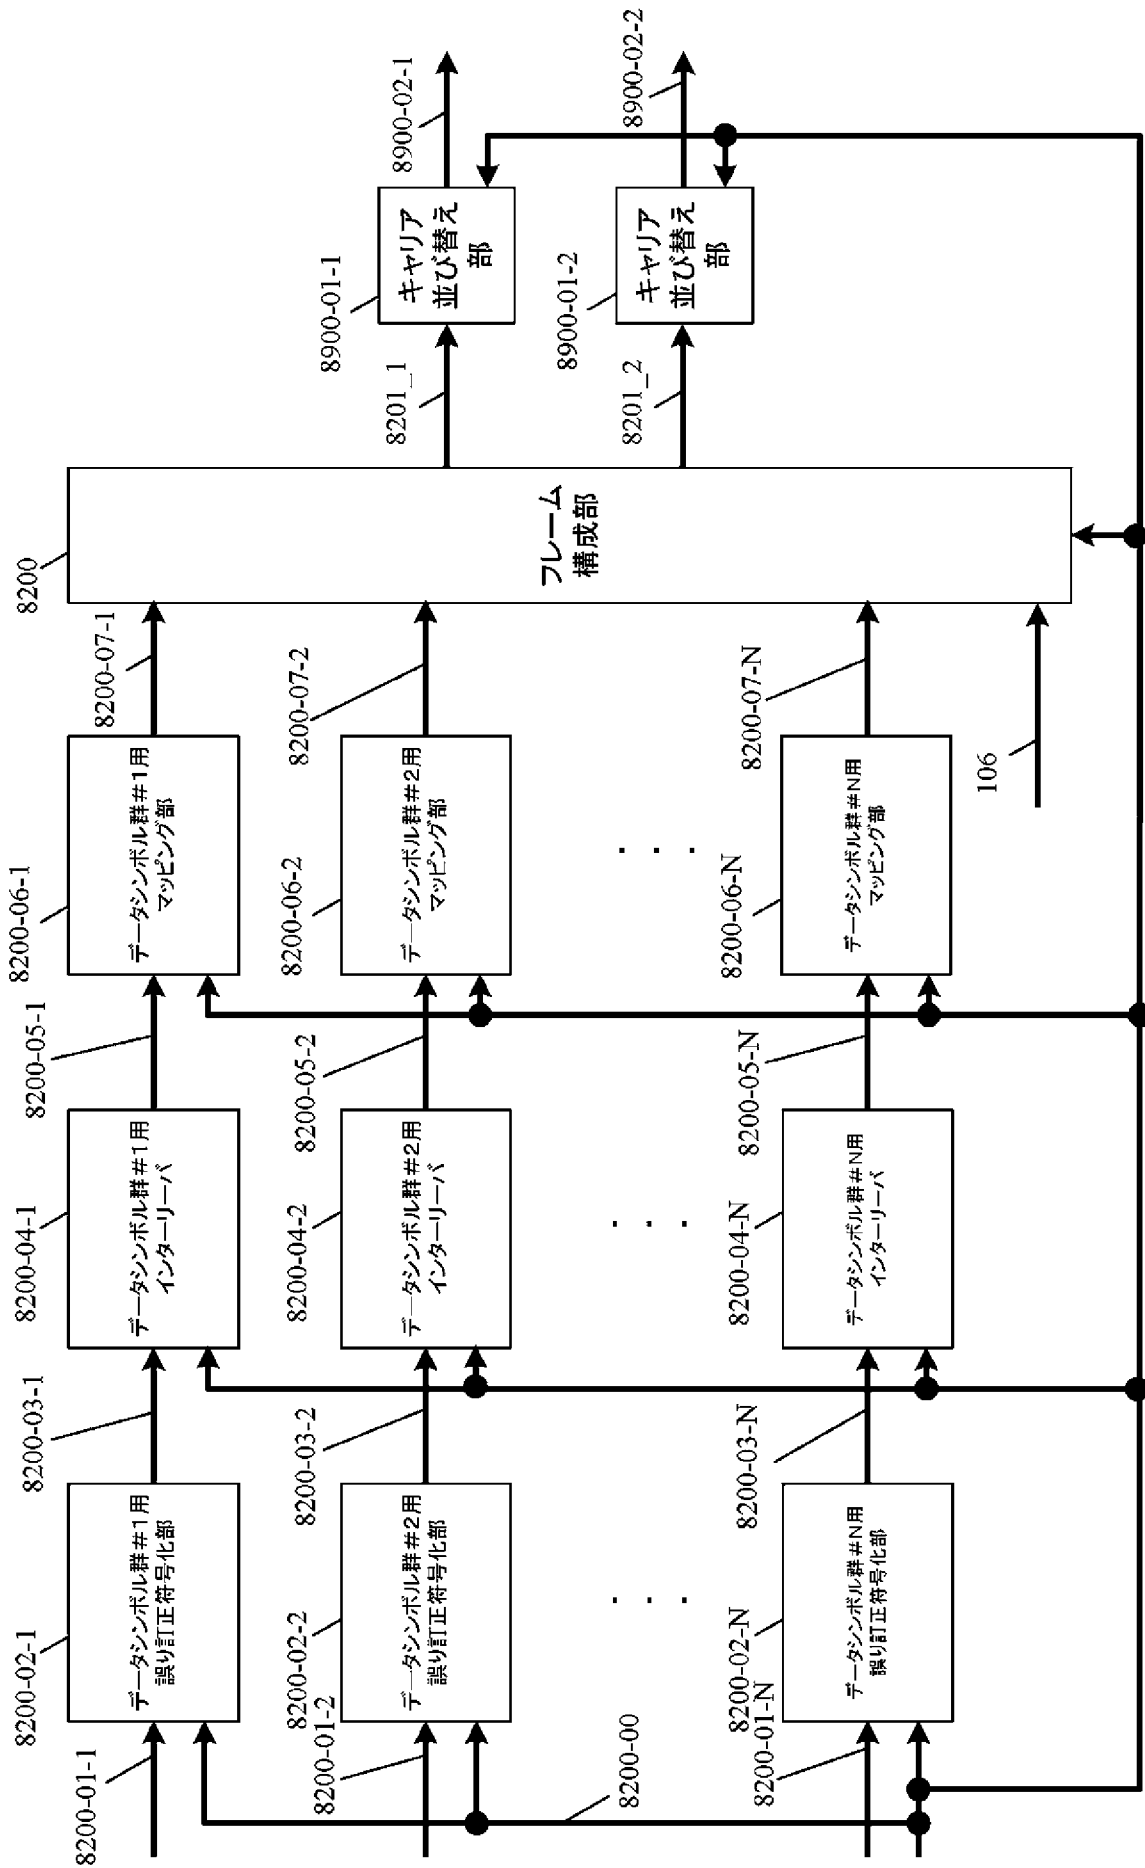 8200-01-1
8200-02-1
データシンボル群#1用
誤り訂正符号化部
8200-03-1
8200-04-1
データシンボル群#1用
インターリーバ
8200-05-1
8200-06-1
データシンボル群#1用
マッピング部
8200-07-1
8200-01-2
8200-02-2
データシンボル群#2用
誤り訂正符号化部
8200-03-2
8200-04-2
データシンボル群#2用
インターリーバ
8200-05-2
8200-06-2
データシンボル群#2用
マッピング部
8200-07-2
8200-00
. . .
. . .
. . .
8200-01-N
8200-02-N
データシンボル群#N用
誤り訂正符号化部
8200-03-N
8200-04-N
データシンボル群#N用
インターリーバ
8200-05-N
8200-06-N
データシンボル群#N用
マッピング部
8200-07-N
106
8200
フレーム
構成部
8201_1
8900-01-1
キャリア
並び替え
部
8900-02-1
8201_2
8900-01-2
キャリア
並び替え
部
8900-02-2